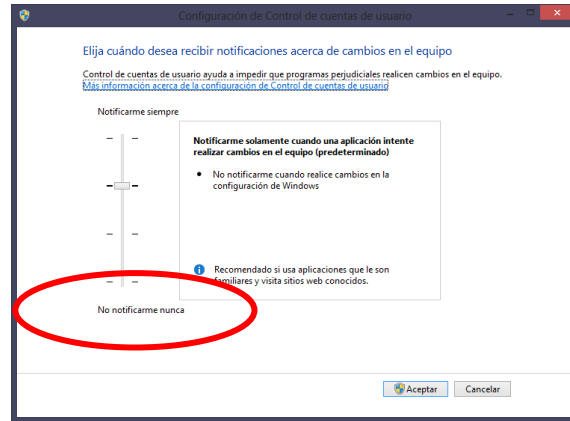 Configuración de Control de cuentas de usuario
Elija cuándo desea recibir notificaciones acerca de cambios en el equipo
Control de cuentas de usuario ayuda a impedir que programas perjudiciales realicen cambios en el equipo.
Más información acerca de la configuración de Control de cuentas de usuario
Notificarme siempre
Notificarme solamente cuando una aplicación intente
realizar cambios en el equipo (predeterminado)
No notificarme cuando realice cambios en la
configuración de Windows
Recomendado si usa aplicaciones que le son
familiares y visita sitios web conocidos.
No notificarme nunca
Aceptar Cancelar